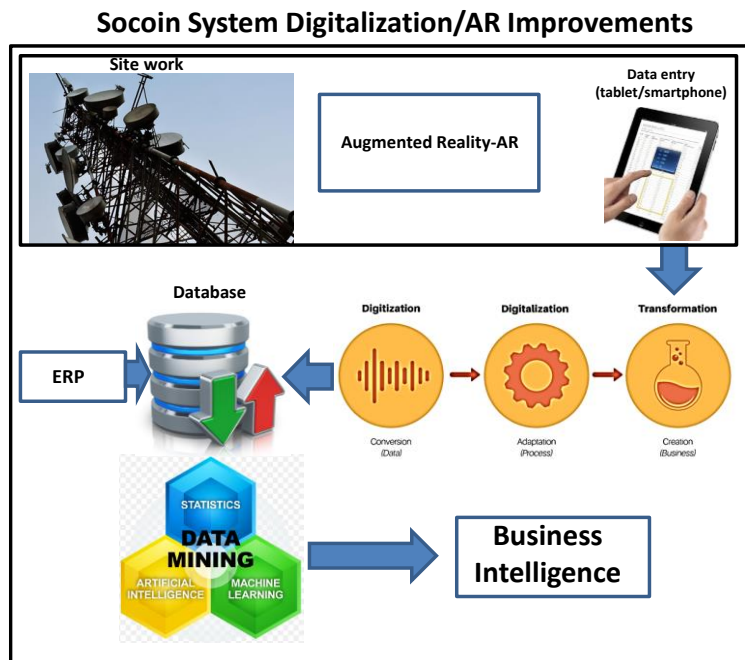 Socoin System Digitalization/AR Improvements
Site work
Augmented Reality-AR
Data entry
(tablet/smartphone)
Database
ERP
Digitization
Digitalization
Transformation
Conversion
(Data)
Adaptation
(Process)
Creation
(Business)
STATISTICS
DATA
MINING
ARTIFICIAL
INTELLIGENCE
MACHINE
LEARNING
Business
Intelligence